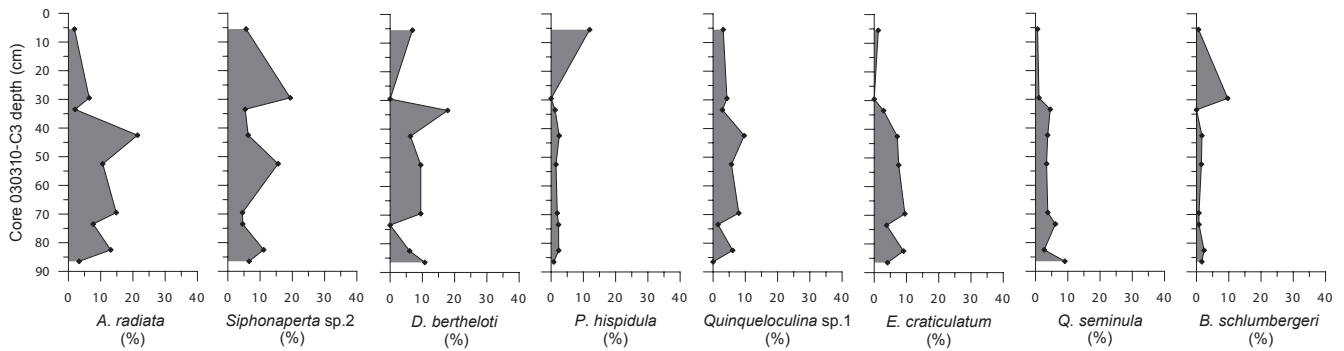 Core 030310-C3 depth (cm)
0
10
20
30
40
50
60
70
80
90
0 10 20 30 40 0 10 20 30 40 0 10 20 30 40 0 10 20 30 40 0 10 20 30 40 0 10 20 30 40 0 10 20 30 40 0 10 20 30 40
A. radiata Siphonaperta sp.2 D. bertheloti P. hispidula Quinqueloculina sp.1 E. craticulatum Q. seminula B. schlumbergeri
(%) (%) (%) (%) (%) (%) (%) (%)